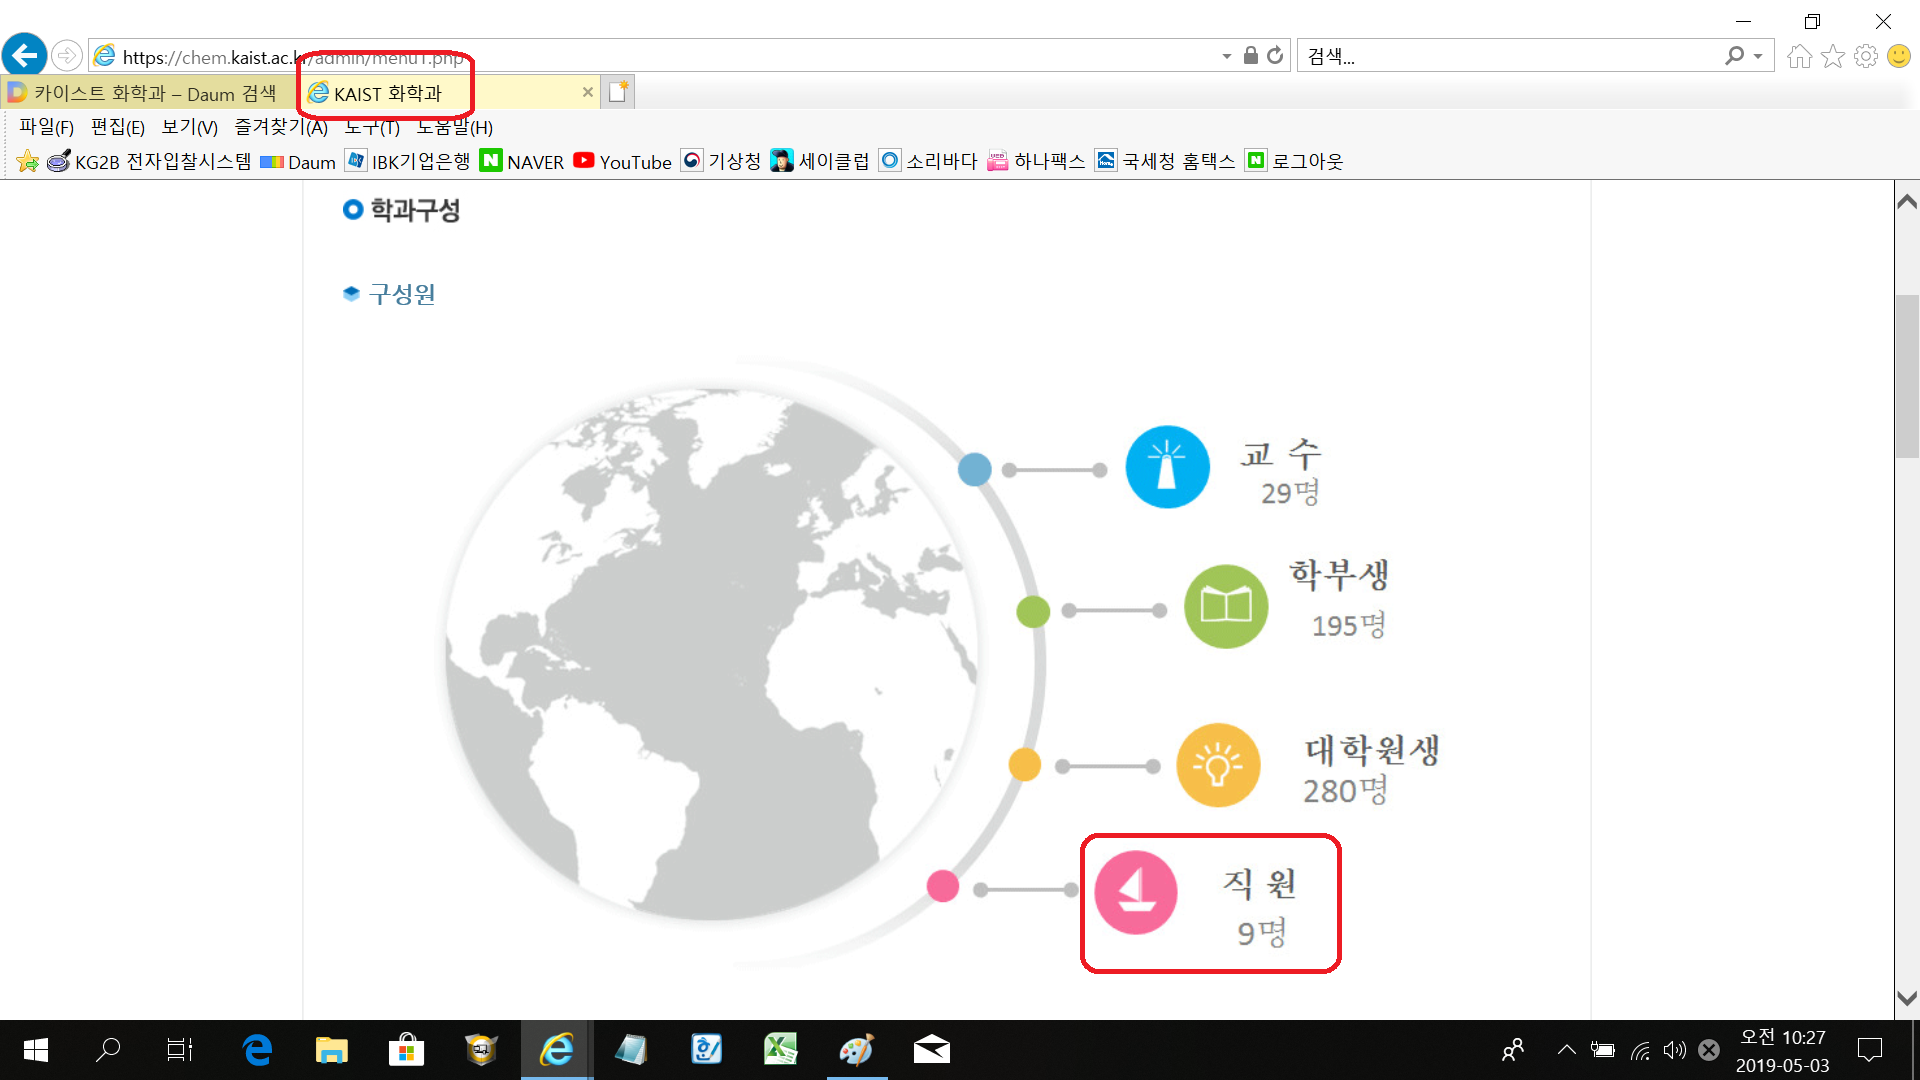 https://chem.kaist.ac.kr/admin/menu1.php
검색...
카이스트 화학과 – Daum 검색
KAIST 화학과
파일(F) 편집(E) 보기(V) 즐겨찾기(A) 도구(T) 도움말(H)
KG2B 전자입찰시스템 Daum IBK기업은행 NAVER YouTube 기상청 세이클럽 소리바다 하나팩스 국세청 홈택스 로그아웃
학과구성
구성원
교 수
29명
학부생
195명
대학원생
280명
직 원
9명
오전 10:27
2019-05-03